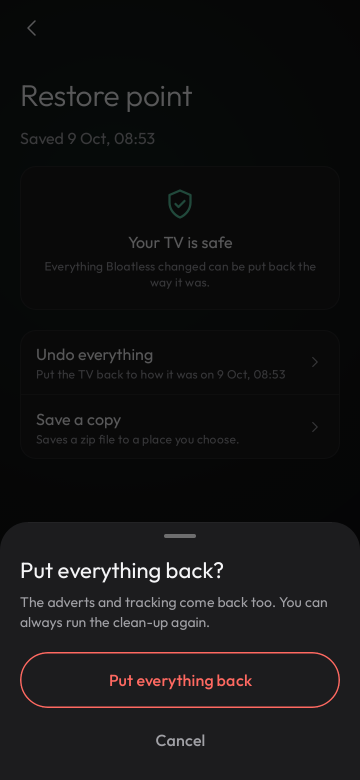 Restore point
Saved 9 Oct, 08:53
Your TV is safe
Everything Bloatless changed can be put back the
way it was.
Undo everything
Put the TV back to how it was on 9 Oct, 08:53
Save a copy
Saves a zip file to a place you choose.
Put everything back?
The adverts and tracking come back too. You can
always run the clean-up again.
Put everything back
Cancel